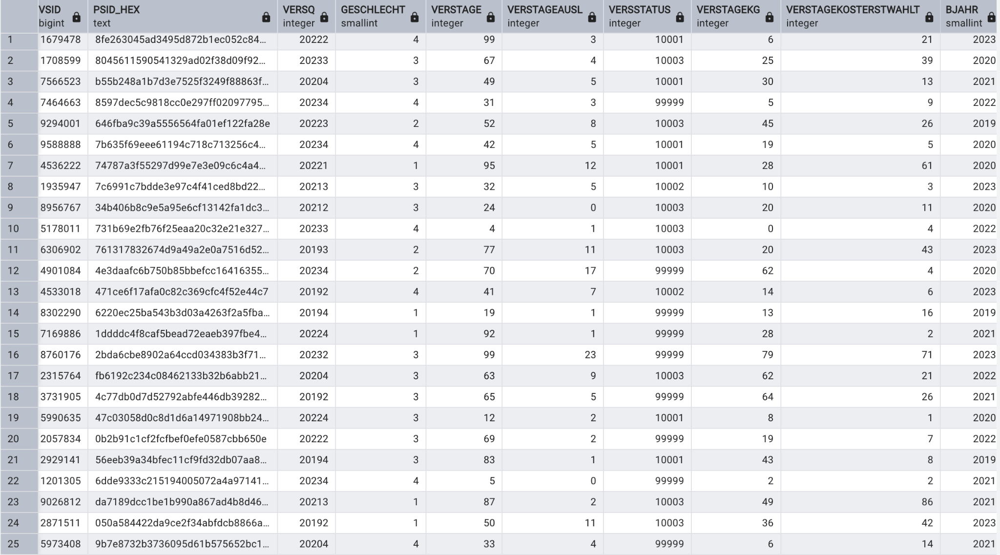 VSID PSID_HEX VERSQ GESCHLECHT VERSTAGE VERSTAGEAUSL VERSSTATUS VERSTAGEKG VERSTAGEKOSTERSTWAHLT BJAHR
bigint text integer smallint integer integer integer integer integer smallint
1 1679478 8fe263045ad3495d872b1ec052c84... 20222 4 99 3 10001 6 21 2023
2 1708599 8045611590541329ad02f38d09f92... 20233 3 67 4 10003 25 39 2020
3 7566523 b55b248a1b7d3e7525f3249f88863f... 20204 3 49 5 10001 30 13 2021
4 7464663 8597dec5c9818cc0e297ff02097795... 20234 4 31 3 99999 5 9 2022
5 9294001 646fba9c39a5556564fa01ef122fa28e 20223 2 52 8 10003 45 26 2019
6 9588888 7b635f69eee61194c718c713256c4... 20234 4 42 5 10001 19 5 2020
7 4536222 74787a3f55297d99e7e3e09c6c4a4... 20221 1 95 12 10001 28 61 2020
8 1935947 7c6991c7bdde3e97c4f41ced8bd22... 20213 3 32 5 10002 10 3 2023
9 8956767 34b406b8c9e5a95e6cf13142fa1dc3... 20212 3 24 0 10003 20 11 2020
10 5178011 731b69e2fb76f25eaa20c32e21e327... 20233 4 4 1 10003 0 4 2022
11 6306902 761317832674d9a49a2e0a7516d52... 20193 2 77 11 10003 20 43 2023
12 4901084 4e3daafc6b750b85bbefcc16416355... 20234 2 70 17 99999 62 4 2020
13 4533018 471ce6f17afa0c82c369cfc4f52e44c7 20192 4 41 7 10002 14 6 2023
14 8302290 6220ec25ba543b3d03a4263f2a5fba... 20194 1 19 1 99999 13 16 2019
15 7169886 1ddddc4f8caf5bead72eaeb397fbe4... 20224 1 92 1 99999 28 2 2021
16 8760176 2bda6cbe8902a64ccd034383b3f71... 20232 3 99 23 99999 79 71 2023
17 2315764 fb6192c234c08462133b32b6abb21... 20204 3 63 9 10003 62 21 2022
18 3731905 4c77db0d7d52792abfe446db39282... 20192 3 65 5 99999 64 26 2021
19 5990635 47c03058d0c8d1d6a14971908bb24... 20224 3 12 2 10001 8 1 2020
20 2057834 0b2b91c1cf2fcfbef0efe0587cbb650e 20222 3 69 2 99999 19 7 2022
21 2929141 56eeb39a34bfec11cf9fd32db07aa8... 20194 3 83 1 10001 43 8 2019
22 1201305 6dde9333c215194005072a4a97141... 20234 4 5 0 99999 2 2 2021
23 9026812 da7189dcc1be1b990a867ad4b8d46... 20213 1 87 2 10003 49 86 2021
24 2871511 050a584422da9ce2f34abfdcb8866a... 20192 1 50 11 10003 36 42 2023
25 5973408 9b7e8732b3736095d61b575652bc1... 20204 4 33 4 99999 6 14 2021